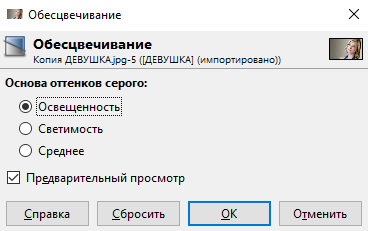 Обесцвечивание
Обесцвечивание
Копия ДЕВУШКА.jpg-5 ([ДЕВУШКА] (импортировано))
Основа оттенков серого:
Освещенность
Светимость
Среднее
Предварительный просмотр
Справка Сбросить OK Отменить